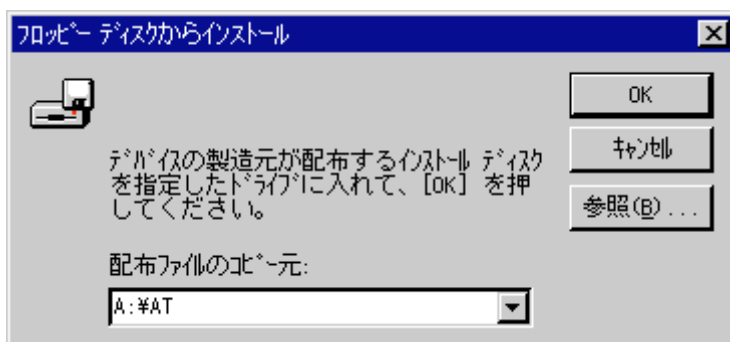 フロッピー ディスクからインストール
OK
デバイスの製造元が配布するインストール ディスク
を指定したドライブに入れて、[OK] を押
してください。
キャンセル
参照(B)...
配布ファイルのコピー元:
A:¥AT